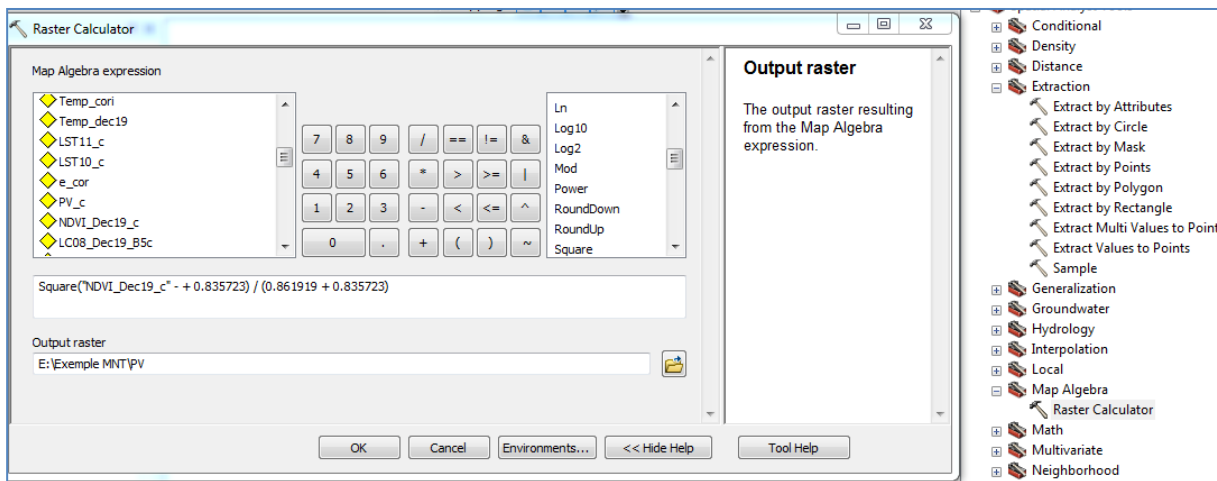 Raster Calculator
Map Algebra expression
Temp_cori
Temp_dec19
LST11_c
LST10_c
e_cor
PV_c
NDVI_Dec19_c
LC08_Dec19_B5c
7 8 9 / == != &
4 5 6 * > >= |
1 2 3 - < <= ^
0 . + ( ) ~
Ln
Log10
Log2
Mod
Power
RoundDown
RoundUp
Square
Square("NDVI_Dec19_c" - + 0.835723) / (0.861919 + 0.835723)
Output raster
E:\Exemple MNT\PV
OK Cancel Environments... << Hide Help Tool Help
Output raster
The output raster resulting
from the Map Algebra
expression.
Conditional
Density
Distance
Extraction
Extract by Attributes
Extract by Circle
Extract by Mask
Extract by Points
Extract by Polygon
Extract by Rectangle
Extract Multi Values to Point
Extract Values to Points
Sample
Generalization
Groundwater
Hydrology
Interpolation
Local
Map Algebra
Raster Calculator
Math
Multivariate
Neighborhood